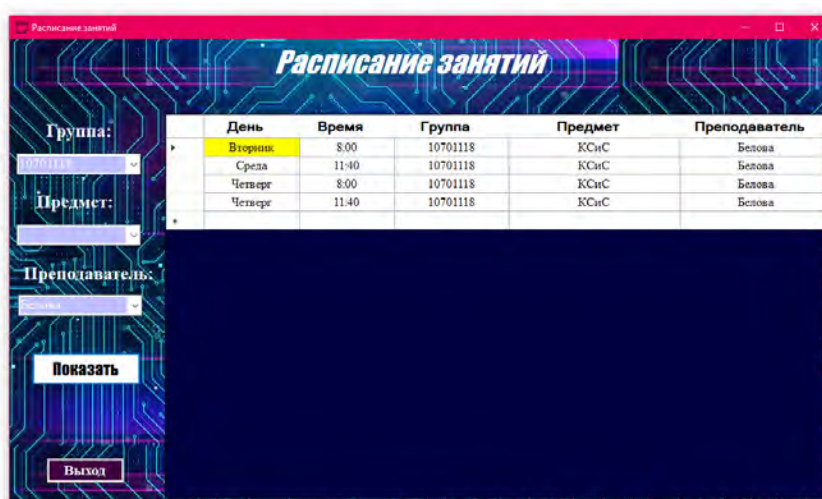 Расписание занятий
Расписание занятий
Группа:
10701118
Предмет:
Преподаватель:
Белова
Показать
Выход
День Время Группа Предмет Преподаватель
Вторник 8:00 10701118 КСиС Белова
Среда 11:40 10701118 КСиС Белова
Четверг 8:00 10701118 КСиС Белова
Четверг 11:40 10701118 КСиС Белова